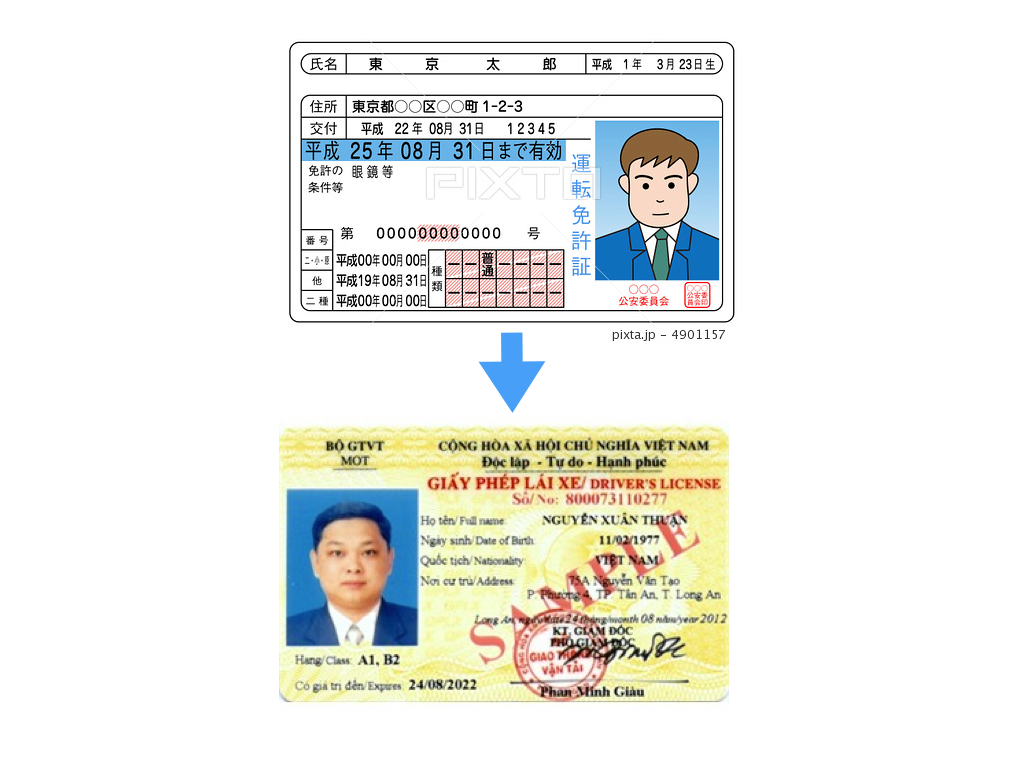 氏名 東京太郎 平成 1年 3月23日生
住所 東京都○○区○○町 1-2-3
交付 平成 22年 08月 31日 12345
平成 25年 08月 31日まで有効
免許の 眼鏡等
条件等
運転免許証
PIXTA
第 000000000000 号
番号
二・小・原 平成00年00月00日
他 平成19年08月31日
二種 平成00年00月00日
種類 普通
○○○
公安委員会
○○○
公安委
員会印
pixta.jp - 4901157
BỘ GTVT
MOT
CỘNG HÒA XÃ HỘI CHỦ NGHĨA VIỆT NAM
Độc lập - Tự do - Hạnh phúc
GIẤY PHÉP LÁI XE/ DRIVER'S LICENSE
Số/ No: 800073110277
Họ tên/ Full name: NGUYỄN XUÂN THUẬN
Ngày sinh/ Date of Birth: 11/02/1977
Quốc tịch/ Nationality: VIỆT NAM
Nơi cư trú/ Address: 75A Nguyễn Văn Tạo
P. Phường 4, TP. Tân An, T. Long An
SAMPLE
Long An, ngày/date 24 tháng/month 08 năm/year 2012
KT. GIÁM ĐỐC
PHÓ GIÁM ĐỐC
GIAO THÔNG
VẬN TẢI
Hạng/ Class: A1, B2
Có giá trị đến/ Expires: 24/08/2022
Phan Minh Giàu